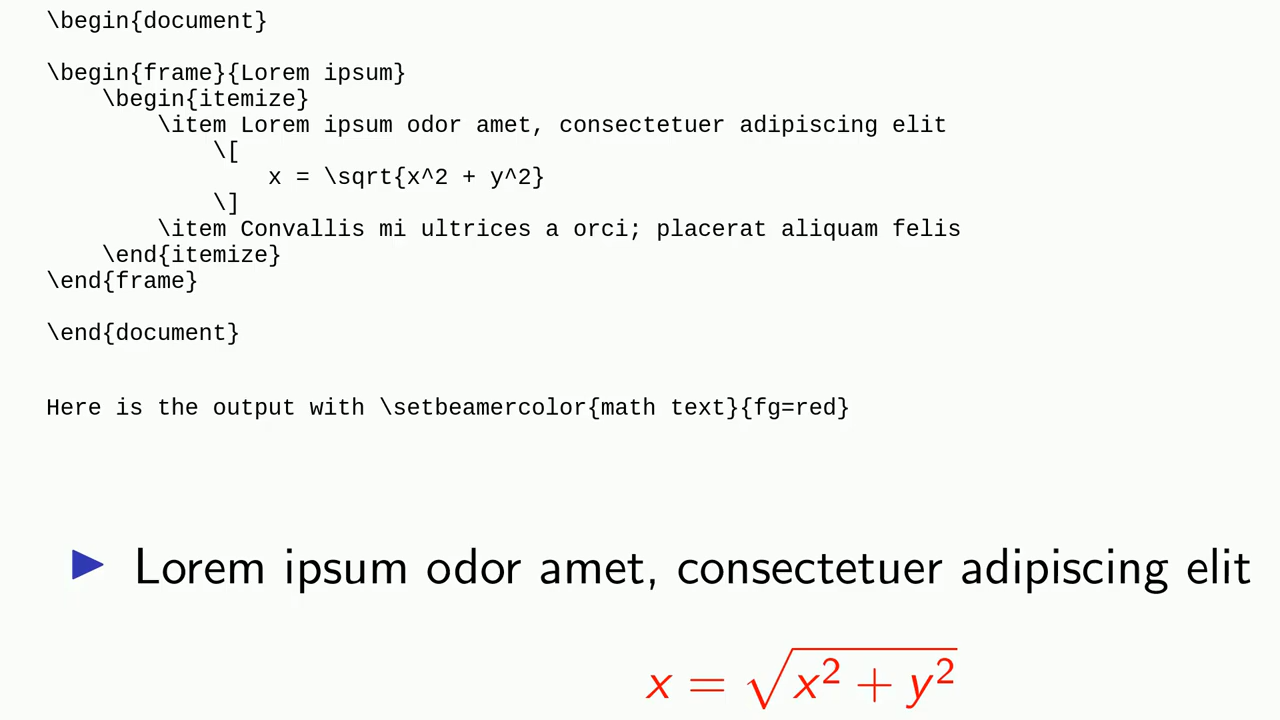 \begin{document}
\begin{frame}{Lorem ipsum}
\begin{itemize}
\item Lorem ipsum odor amet, consectetuer adipiscing elit
\[
x = \sqrt{x^2 + y^2}
\]
\item Convallis mi ultrices a orci; placerat aliquam felis
\end{itemize}
\end{frame}
\end{document}
Here is the output with \setbeamercolor{math text}{fg=red}
▶ Lorem ipsum odor amet, consectetuer adipiscing elit
x = √x² + y²